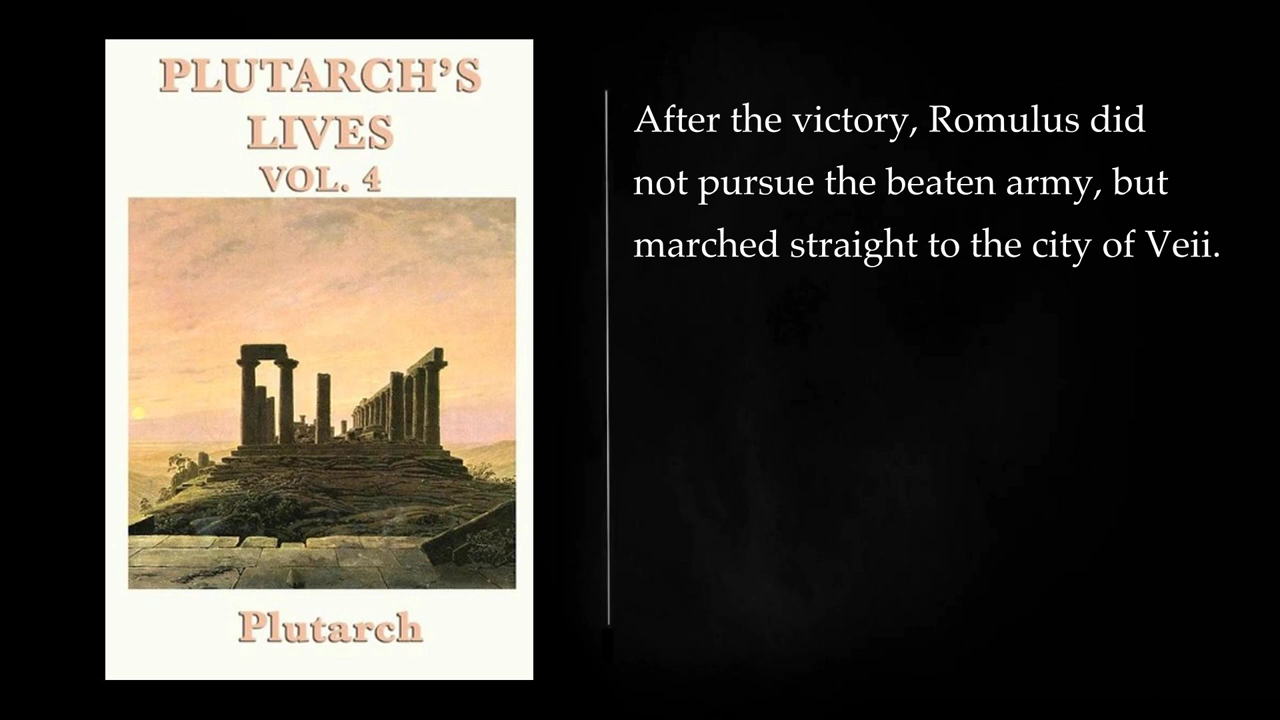 PLUTARCH'S
LIVES
VOL. 4
Plutarch
After the victory, Romulus did
not pursue the beaten army, but
marched straight to the city of Veii.